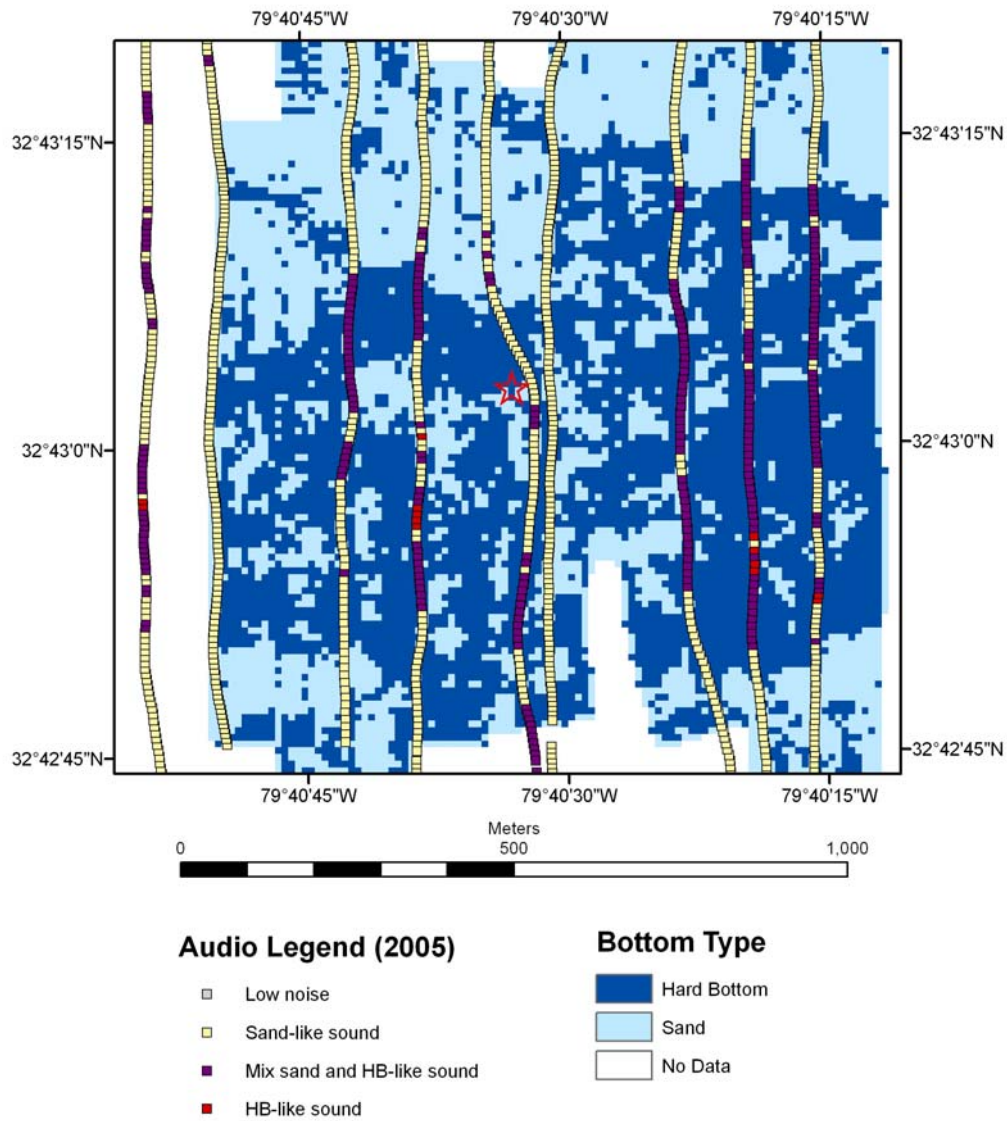 79°40'45"W 79°40'30"W 79°40'15"W
32°43'15"N 32°43'15"N
32°43'0"N 32°43'0"N
32°42'45"N 32°42'45"N
79°40'45"W 79°40'30"W 79°40'15"W
Meters
0 500 1,000
Audio Legend (2005)
Low noise
Sand-like sound
Mix sand and HB-like sound
HB-like sound
Bottom Type
Hard Bottom
Sand
No Data